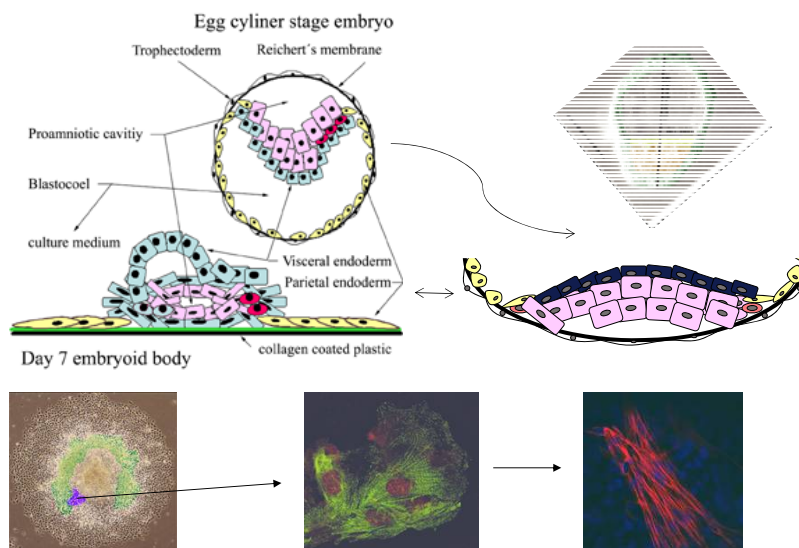 Egg cyliner stage embryo
Trophectoderm
Reichert´s membrane
Proamniotic cavitiy
Blastocoel
culture medium
Visceral endoderm
Parietal endoderm
collagen coated plastic
Day 7 embryoid body